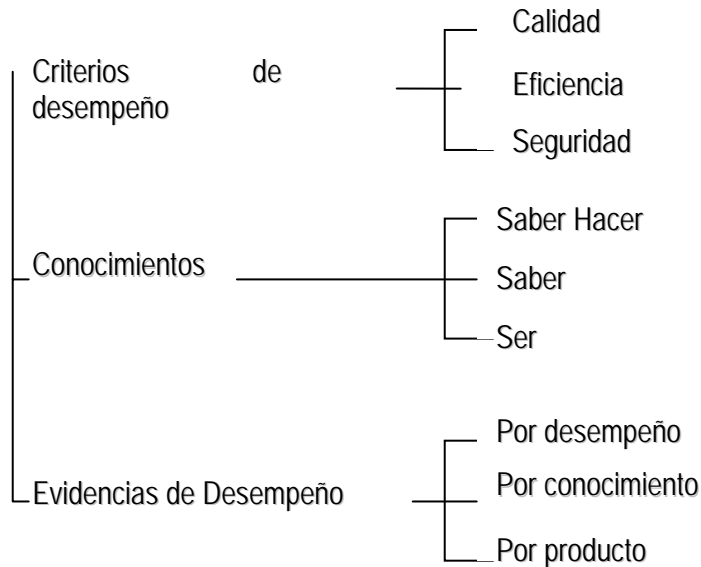 Criterios de
desempeño
Calidad
Eficiencia
Seguridad
Conocimientos
Saber Hacer
Saber
Ser
Evidencias de Desempeño
Por desempeño
Por conocimiento
Por producto